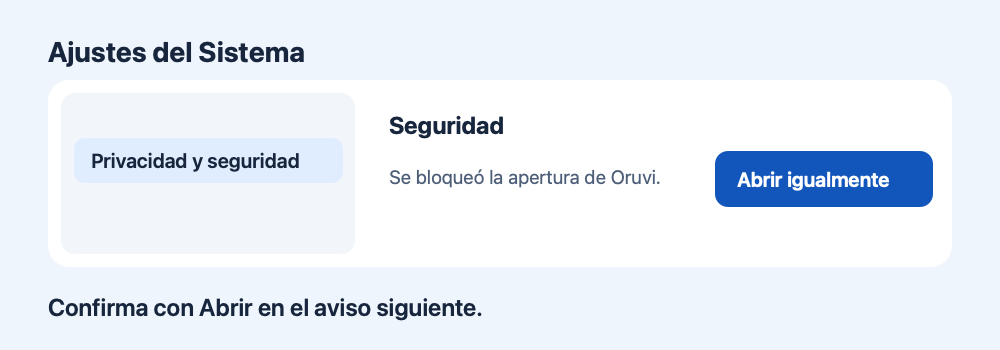 Ajustes del Sistema
Privacidad y seguridad
Seguridad
Se bloqueó la apertura de Oruvi.
Abrir igualmente
Confirma con Abrir en el aviso siguiente.